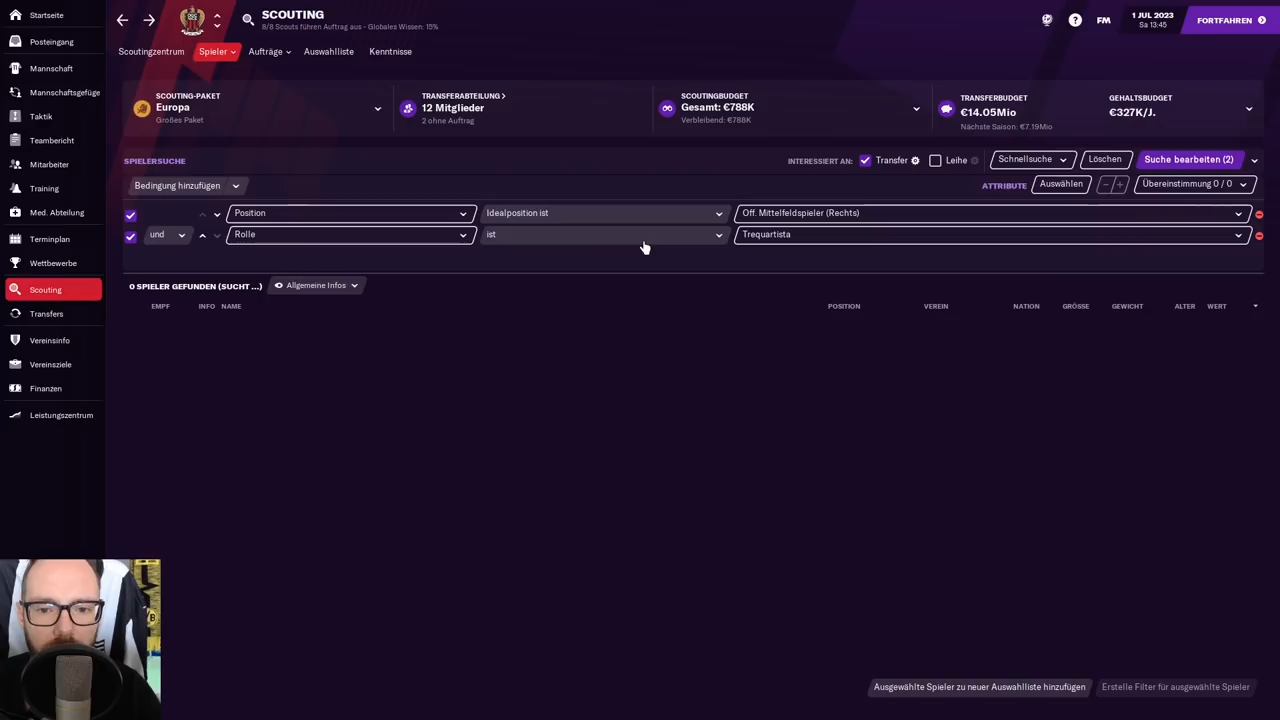 Startseite
Posteingang
Mannschaft
Mannschaftsgefüge
Taktik
Teambericht
Mitarbeiter
Training
Med. Abteilung
Terminplan
Wettbewerbe
Scouting
Transfers
Vereinsinfo
Vereinsziele
Finanzen
Leistungszentrum
SCOUTING
8/8 Scouts führen Auftrag aus - Globales Wissen: 15%
FM
1 JUL 2023
Sa 13:45
FORTFAHREN
Scoutingzentrum
Spieler
Aufträge
Auswahlliste
Kenntnisse
SCOUTING-PAKET
Europa
Großes Paket
TRANSFERABTEILUNG
12 Mitglieder
2 ohne Auftrag
SCOUTINGBUDGET
Gesamt: €788K
Verbleibend: €788K
TRANSFERBUDGET
€14.05Mio
Nächste Saison: €7.19Mio
GEHALTSBUDGET
€327K/J.
SPIELERSUCHE
INTERESSIERT AN:
Transfer
Leihe
Schnellsuche
Löschen
Suche bearbeiten (2)
Bedingung hinzufügen
ATTRIBUTE
Auswählen
Übereinstimmung 0 / 0
Position
Idealposition ist
Off. Mittelfeldspieler (Rechts)
und
Rolle
ist
Trequartista
0 SPIELER GEFUNDEN (SUCHT ...)
Allgemeine Infos
EMPF
INFO
NAME
POSITION
VEREIN
NATION
GRÖSSE
GEWICHT
ALTER
WERT
Ausgewählte Spieler zu neuer Auswahlliste hinzufügen
Erstelle Filter für ausgewählte Spieler